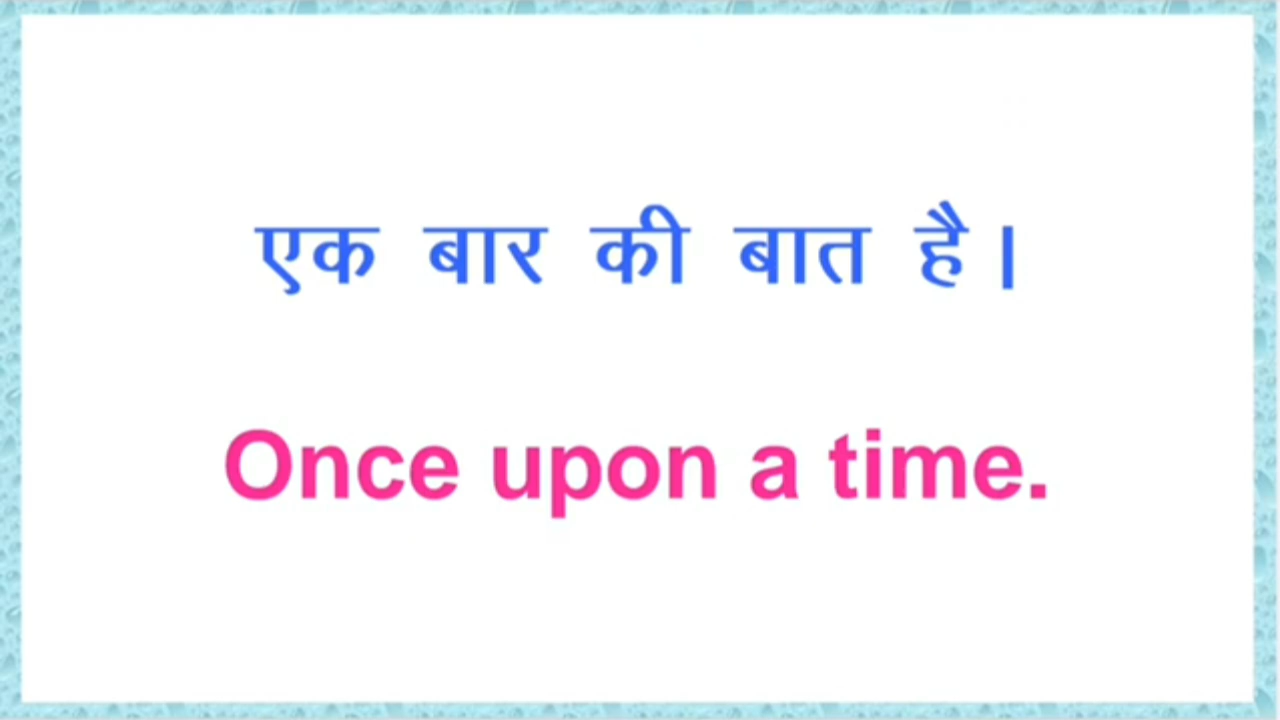 एक बार की बात है।
Once upon a time.